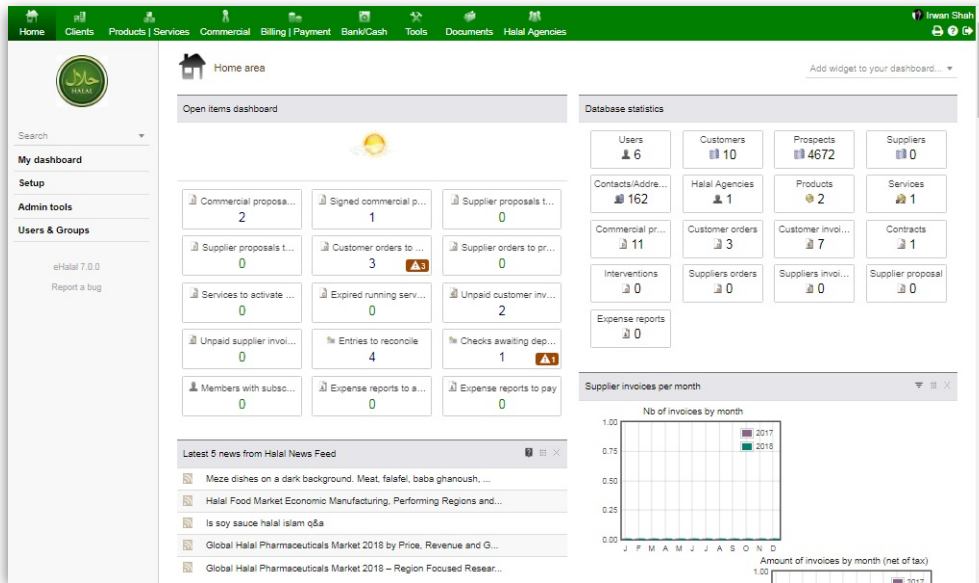 Home Clients Products | Services Commercial Billing | Payment Bank/Cash Tools Documents Halal Agencies
Irwan Shah
حلال
HALAL
Search
My dashboard
Setup
Admin tools
Users & Groups
eHalal 7.0.0
Report a bug
Home area
Add widget to your dashboard...
Open items dashboard
Commercial proposa... Signed commercial p... Supplier proposals t...
2 1 0
Supplier proposals t... Customer orders to ... Supplier orders to pr...
0 3 3 0
Services to activate ... Expired running serv... Unpaid customer inv...
0 0 2
Unpaid supplier invoi... Entries to reconcile Checks awaiting dep...
0 4 1 1
Members with subsc... Expense reports to a... Expense reports to pay
0 0 0
Latest 5 news from Halal News Feed
Meze dishes on a dark background. Meat, falafel, baba ghanoush, ...
Halal Food Market Economic Manufacturing, Performing Regions and...
Is soy sauce halal islam q&a
Global Halal Pharmaceuticals Market 2018 by Price, Revenue and G...
Global Halal Pharmaceuticals Market 2018 – Region Focused Resear...
Database statistics
Users Customers Prospects Suppliers
6 10 4672 0
Contacts/Addre... Halal Agencies Products Services
162 1 2 1
Commercial pr... Customer orders Customer invoi... Contracts
11 3 7 1
Interventions Suppliers orders Suppliers invoi... Supplier proposal
0 0 0 0
Expense reports
0
Supplier invoices per month
Nb of invoices by month
1.00
2017
2018
0.75
0.50
0.25
0.00
J F M A M J J A S O N D
Amount of invoices by month (net of tax)
1.00
2017